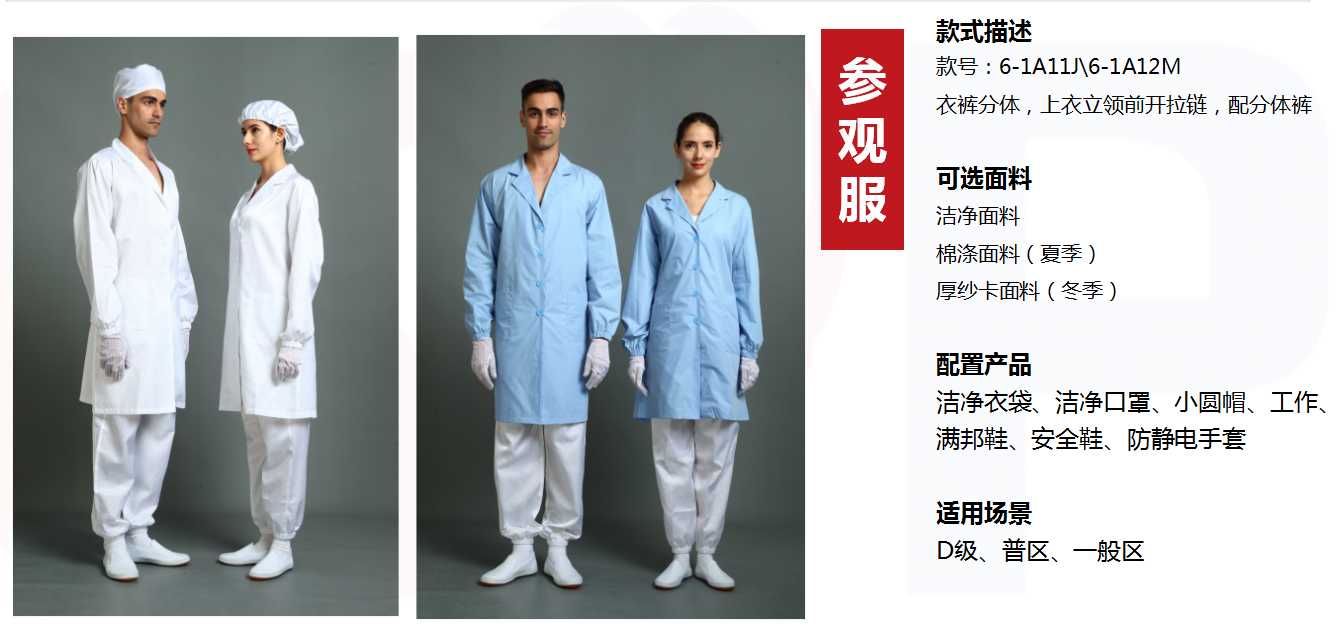 参观服
款式描述
款号：6-1A11J\6-1A12M
衣裤分体，上衣立领前开拉链，配分体裤
可选面料
洁净面料
棉涤面料（夏季）
厚纱卡面料（冬季）
配置产品
洁净衣袋、洁净口罩、小圆帽、工作、
满邦鞋、安全鞋、防静电手套
适用场景
D级、普区、一般区